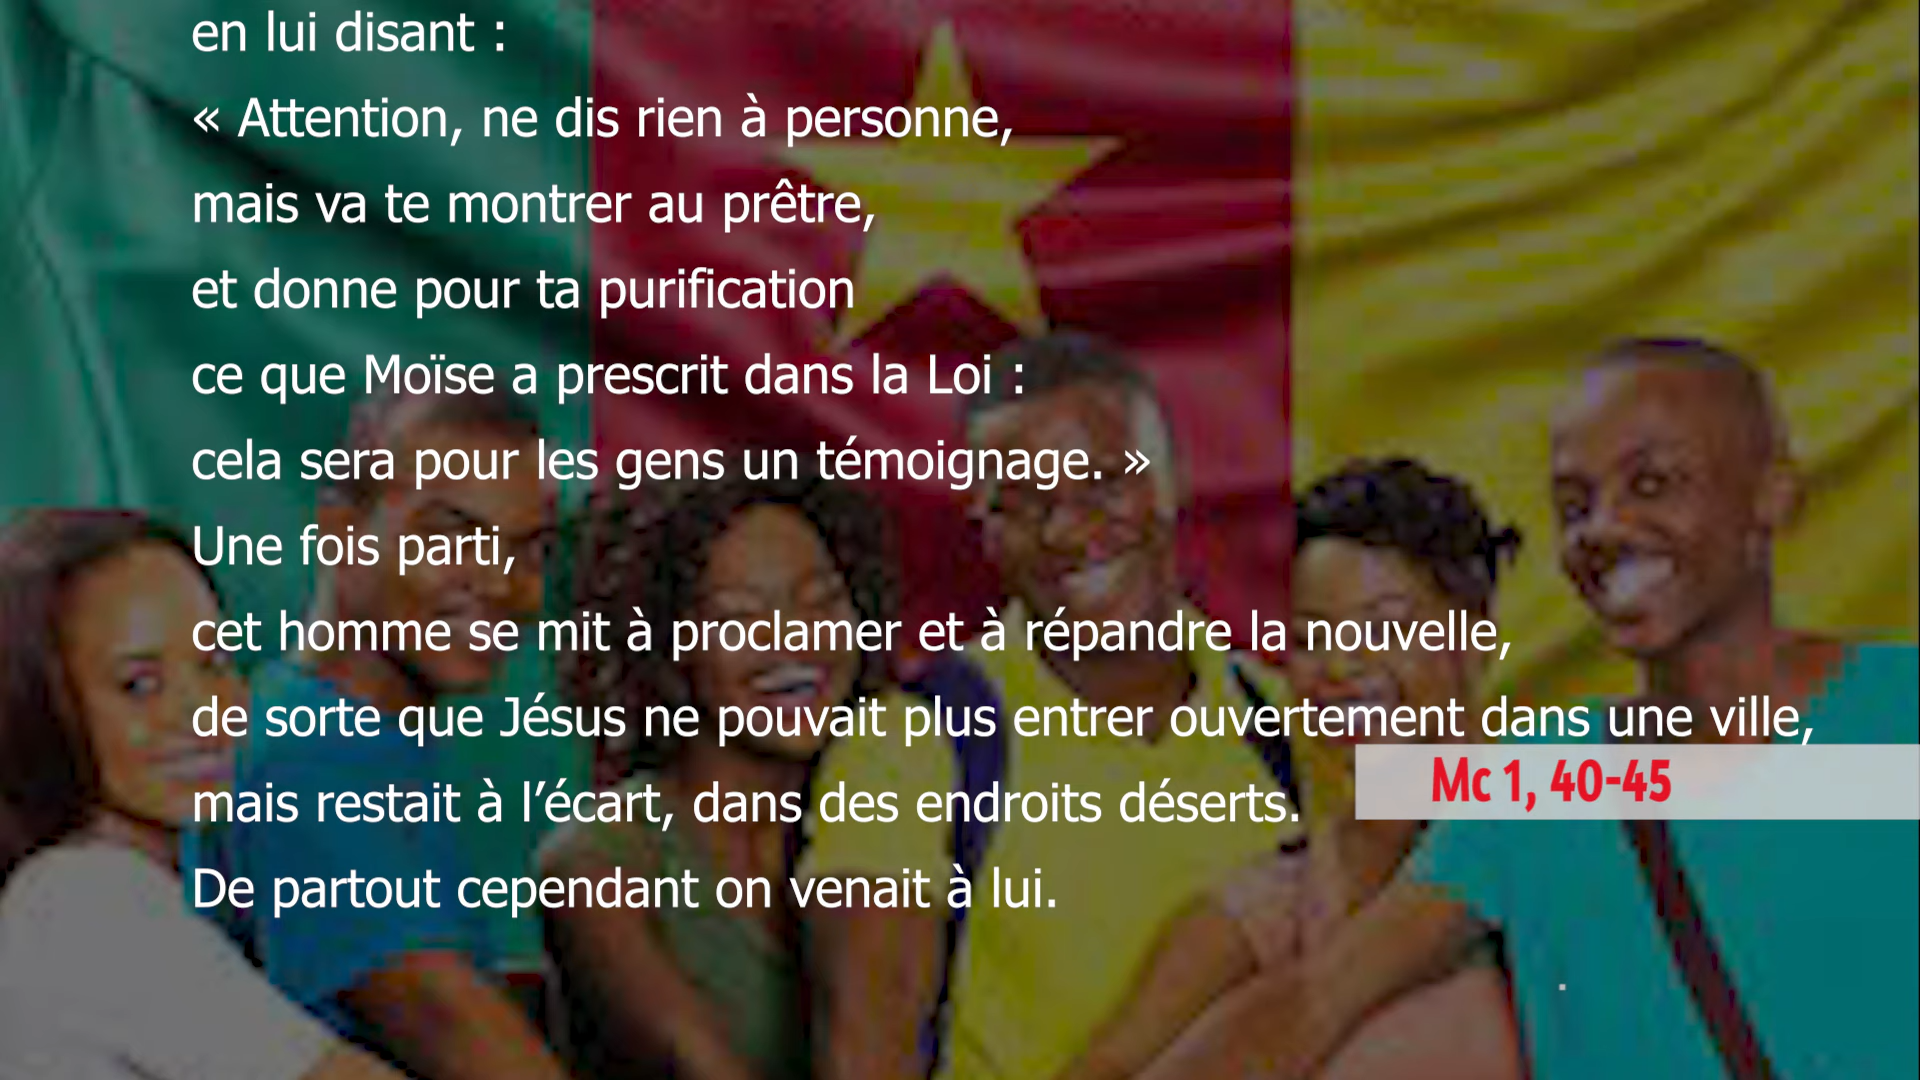 en lui disant :
« Attention, ne dis rien à personne,
mais va te montrer au prêtre,
et donne pour ta purification
ce que Moïse a prescrit dans la Loi :
cela sera pour les gens un témoignage. »
Une fois parti,
cet homme se mit à proclamer et à répandre la nouvelle,
de sorte que Jésus ne pouvait plus entrer ouvertement dans une ville,
mais restait à l’écart, dans des endroits déserts.
Mc 1, 40-45
De partout cependant on venait à lui.